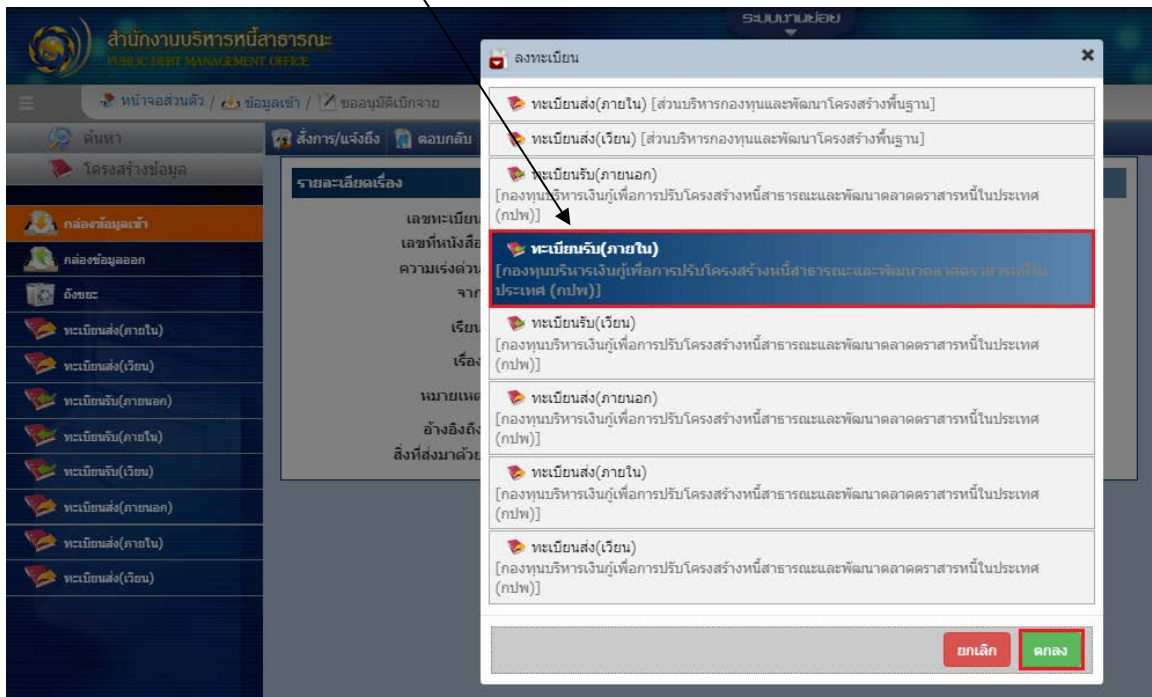 ระบบงานย่อย
สำนักงานบริหารหนี้สาธารณะ
PUBLIC DEBT MANAGEMENT OFFICE
หน้าจอส่วนตัว / ข้อมูลเข้า / ขออนุมัติเบิกจาย
ค้นหา
โครงสร้างข้อมูล
กล่องข้อมูลเข้า
กล่องข้อมูลออก
ถังขยะ
ทะเบียนส่ง(ภายใน)
ทะเบียนส่ง(เวียน)
ทะเบียนรับ(ภายนอก)
ทะเบียนรับ(ภายใน)
ทะเบียนรับ(เวียน)
ทะเบียนส่ง(ภายนอก)
ทะเบียนส่ง(ภายใน)
ทะเบียนส่ง(เวียน)
สั่งการ/แจ้งถึง ตอบกลับ
รายละเอียดเรื่อง
เลขทะเบียน
เลขที่หนังสือ
ความเร่งด่วน
จาก
เรียน
เรื่อง
หมายเหตุ
อ้างอิงถึง
สิ่งที่ส่งมาด้วย
ลงทะเบียน
ทะเบียนส่ง(ภายใน) [ส่วนบริหารกองทุนและพัฒนาโครงสร้างพื้นฐาน]
ทะเบียนส่ง(เวียน) [ส่วนบริหารกองทุนและพัฒนาโครงสร้างพื้นฐาน]
ทะเบียนรับ(ภายนอก)
[กองทุนบริหารเงินกู้เพื่อการปรับโครงสร้างหนี้สาธารณะและพัฒนาตลาดตราสารหนี้ในประเทศ
(กปพ)]
ทะเบียนรับ(ภายใน)
[กองทุนบริหารเงินกู้เพื่อการปรับโครงสร้างหนี้สาธารณะและพัฒนาตลาดตราสารหนี้ใน
ประเทศ (กปพ)]
ทะเบียนรับ(เวียน)
[กองทุนบริหารเงินกู้เพื่อการปรับโครงสร้างหนี้สาธารณะและพัฒนาตลาดตราสารหนี้ในประเทศ
(กปพ)]
ทะเบียนส่ง(ภายนอก)
[กองทุนบริหารเงินกู้เพื่อการปรับโครงสร้างหนี้สาธารณะและพัฒนาตลาดตราสารหนี้ในประเทศ
(กปพ)]
ทะเบียนส่ง(ภายใน)
[กองทุนบริหารเงินกู้เพื่อการปรับโครงสร้างหนี้สาธารณะและพัฒนาตลาดตราสารหนี้ในประเทศ
(กปพ)]
ทะเบียนส่ง(เวียน)
[กองทุนบริหารเงินกู้เพื่อการปรับโครงสร้างหนี้สาธารณะและพัฒนาตลาดตราสารหนี้ในประเทศ
(กปพ)]
ยกเลิก ตกลง